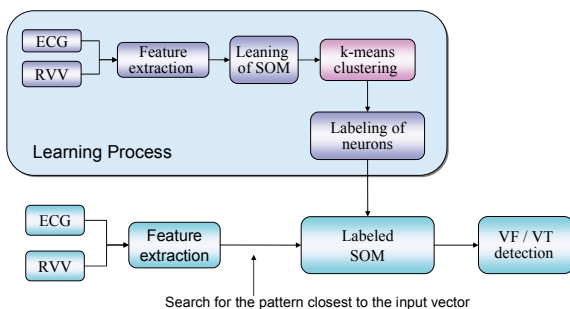 ECG
RVV
Feature
extraction
Leaning
of SOM
k-means
clustering
Labeling of
neurons
Learning Process
ECG
RVV
Feature
extraction
Labeled
SOM
VF / VT
detection
Search for the pattern closest to the input vector